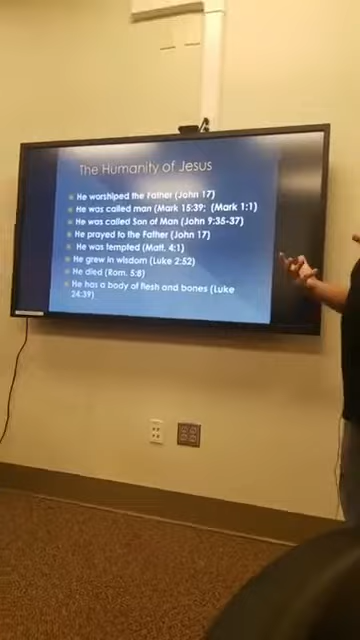 The Humanity of Jesus
He worshiped the Father (John 17)
He was called man (Mark 15:39; (Mark 1:1)
He was called Son of Man (John 9:35-37)
He prayed to the Father (John 17)
He was tempted (Matt. 4:1)
He grew in wisdom (Luke 2:52)
He died (Rom. 5:8)
He has a body of flesh and bones (Luke
24:39)